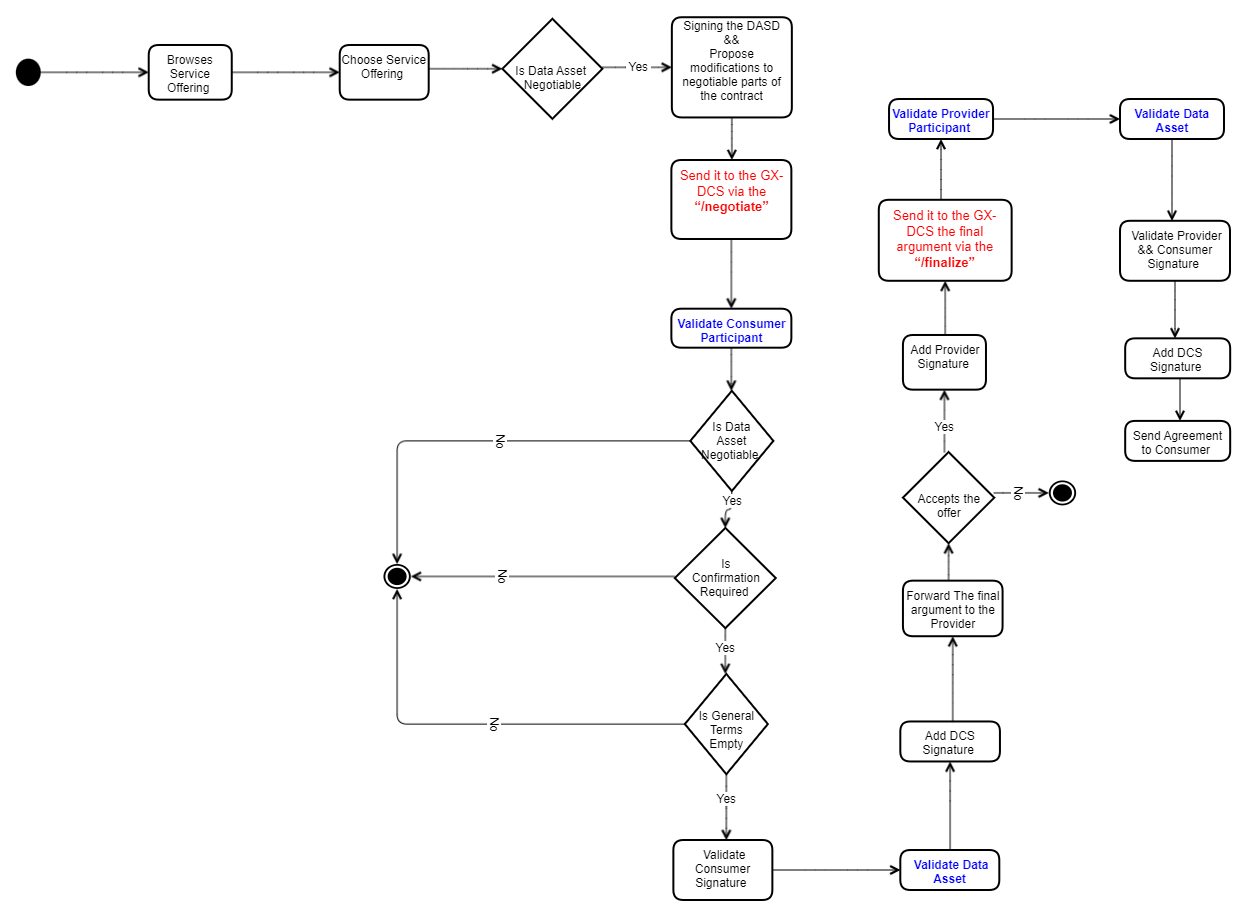 Browses
Service
Offering
Choose Service
Offering
Is Data Asset
Negotiable
Yes
Signing the DASD
&&
Propose
modifications to
negotiable parts of
the contract
Send it to the GX-
DCS via the
“/negotiate”
Validate Consumer
Participant
Is Data
Asset
Negotiable
No
Yes
Is
Confirmation
Required
No
Yes
Is General
Terms
Empty
No
Yes
Validate
Consumer
Signature
Validate Data
Asset
Add DCS
Signature
Forward The final
argument to the
Provider
Accepts the
offer
No
Yes
Add Provider
Signature
Send it to the GX-
DCS the final
argument via the
“/finalize”
Validate Provider
Participant
Validate Data
Asset
Validate Provider
&& Consumer
Signature
Add DCS
Signature
Send Agreement
to Consumer